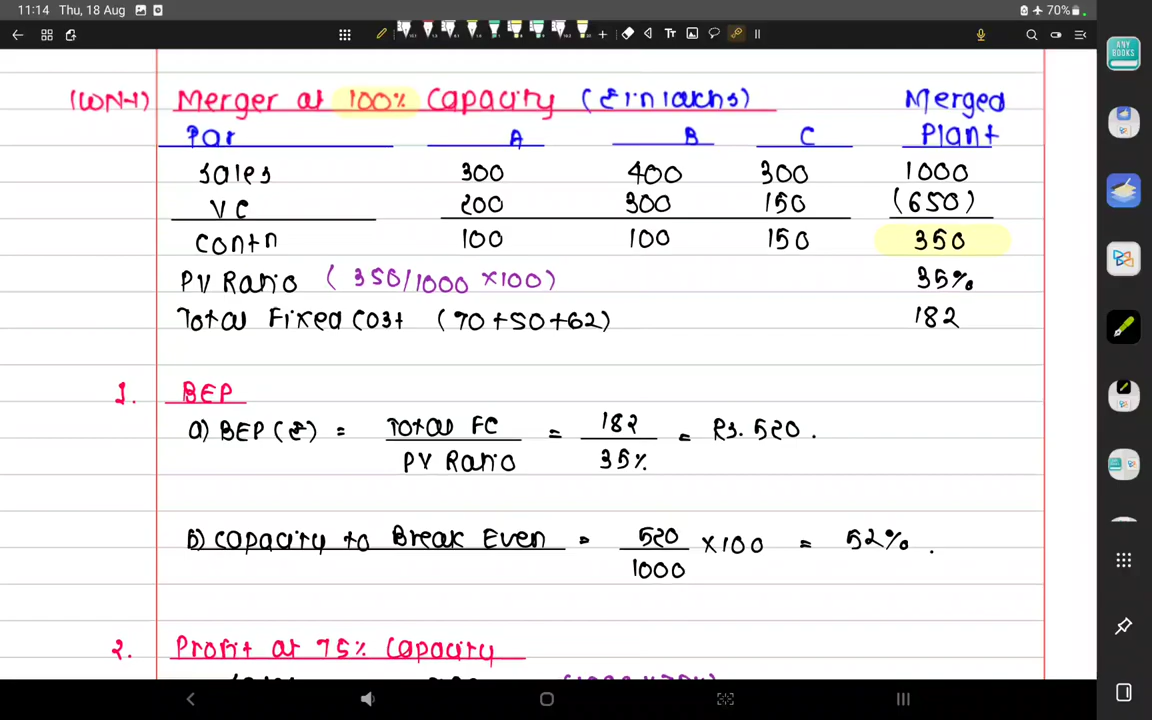 11:14 Thu, 18 Aug 70%
Tт
ANY BOOKS
(WN-1) Merger at 100% Capacity (₹ in lakhs) Merged
Par A B C Plant
Sales 300 400 300 1000
VC 200 300 150 (650)
Contn 100 100 150 350
PV Ratio (350/1000 ×100) 35%
Total Fixed Cost (70+50+62) 182
1. BEP
a) BEP (₹) = Total FC / PV Ratio = 182 / 35% = Rs. 520.
b) Capacity to Break Even = 520 / 1000 ×100 = 52%.
2. Profit at 75% Capacity